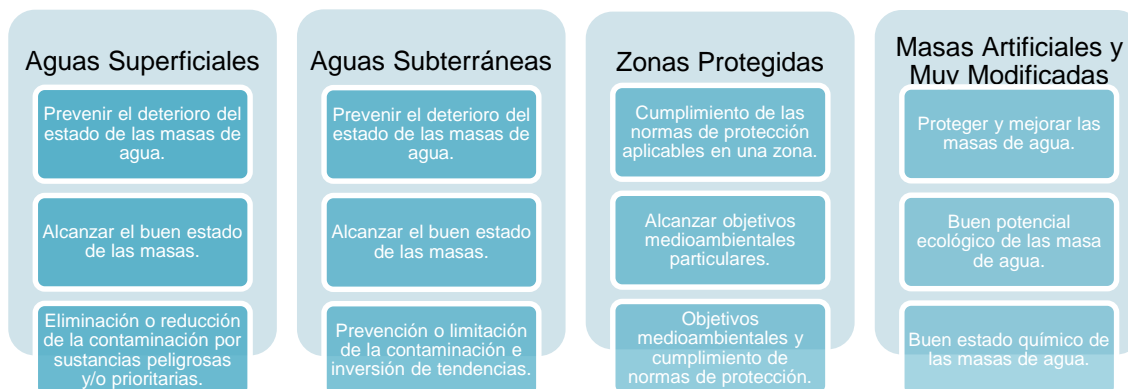 Aguas Superficiales
Prevenir el deterioro del
estado de las masas de
agua.
Alcanzar el buen estado
de las masas.
Eliminación o reducción
de la contaminación por
sustancias peligrosas
y/o prioritarias.
Aguas Subterráneas
Prevenir el deterioro del
estado de las masas de
agua.
Alcanzar el buen estado
de las masas.
Prevención o limitación
de la contaminación e
inversión de tendencias.
Zonas Protegidas
Cumplimiento de las
normas de protección
aplicables en una zona.
Alcanzar objetivos
medioambientales
particulares.
Objetivos
medioambientales y
cumplimiento de
normas de protección.
Masas Artificiales y
Muy Modificadas
Proteger y mejorar las
masas de agua.
Buen potencial
ecológico de las masa
de agua.
Buen estado químico de
las masas de agua.